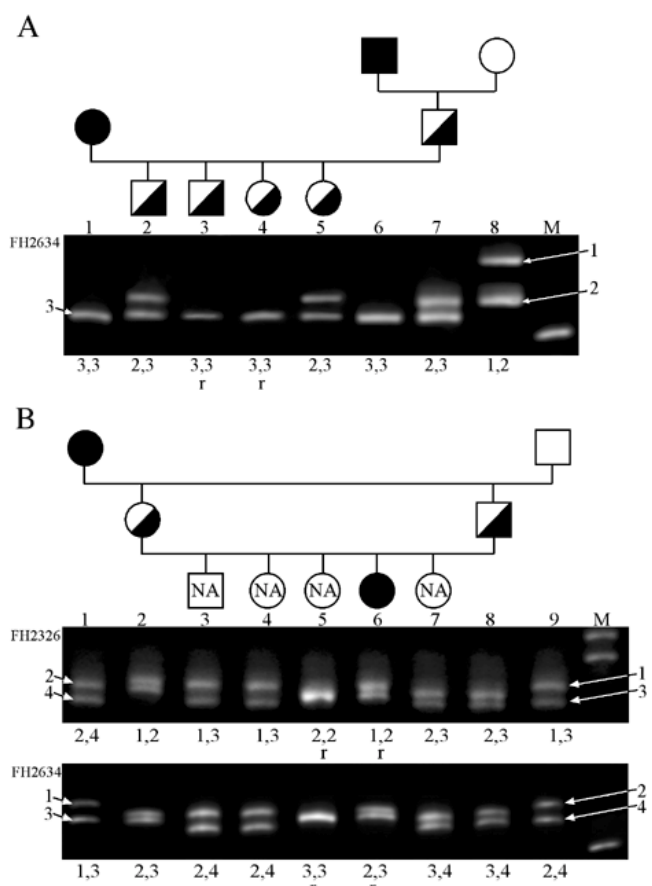 A
1 2 3 4 5 6 7 8 M
FH2634
1
3
2
3,3 2,3 3,3 3,3 2,3 3,3 2,3 1,2
r r
B
NA NA NA NA
1 2 3 4 5 6 7 8 9 M
FH2326
2 1
4 3
2,4 1,2 1,3 1,3 2,2 1,2 2,3 2,3 1,3
r r
FH2634
1 2
3 4
1,3 2,3 2,4 2,4 3,3 2,3 3,4 3,4 2,4